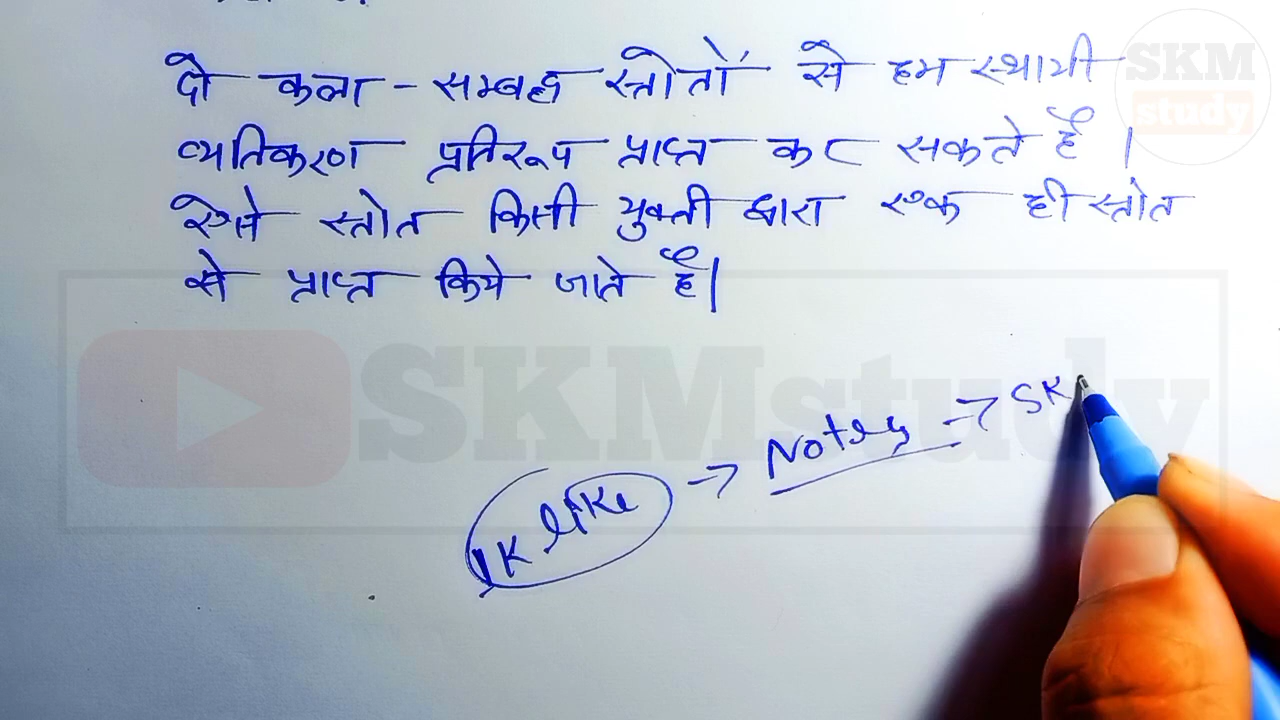 दो कला - सम्बद्ध स्त्रोतों से हम स्थायी
व्यतिकरण प्रतिरूप प्राप्त कर सकते है ।
ऐसे स्त्रोत किसी युक्ती द्वारा एक ही स्त्रोत
से प्राप्त किये जाते है।
1K like → Notes → SK
SKM
study
SKMstudy